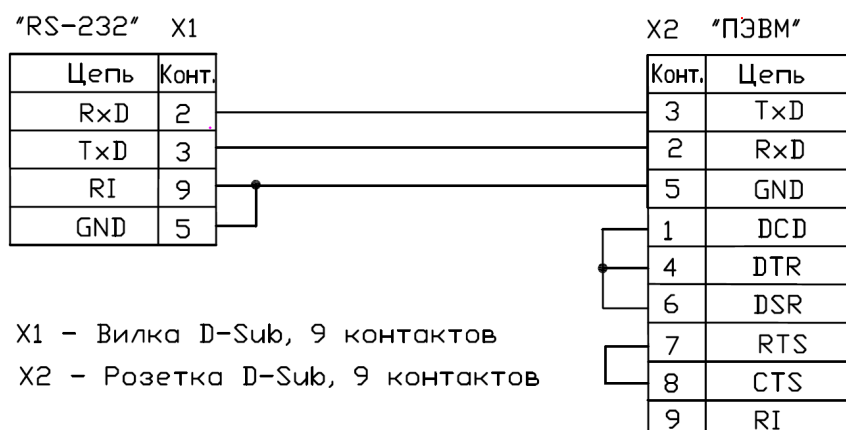 "RS-232" X1
Цепь Конт.
RxD 2
TxD 3
RI 9
GND 5
X1 - Вилка D-Sub, 9 контактов
X2 - Розетка D-Sub, 9 контактов
X2 "ПЭВМ"
Конт. Цепь
3 TxD
2 RxD
5 GND
1 DCD
4 DTR
6 DSR
7 RTS
8 CTS
9 RI